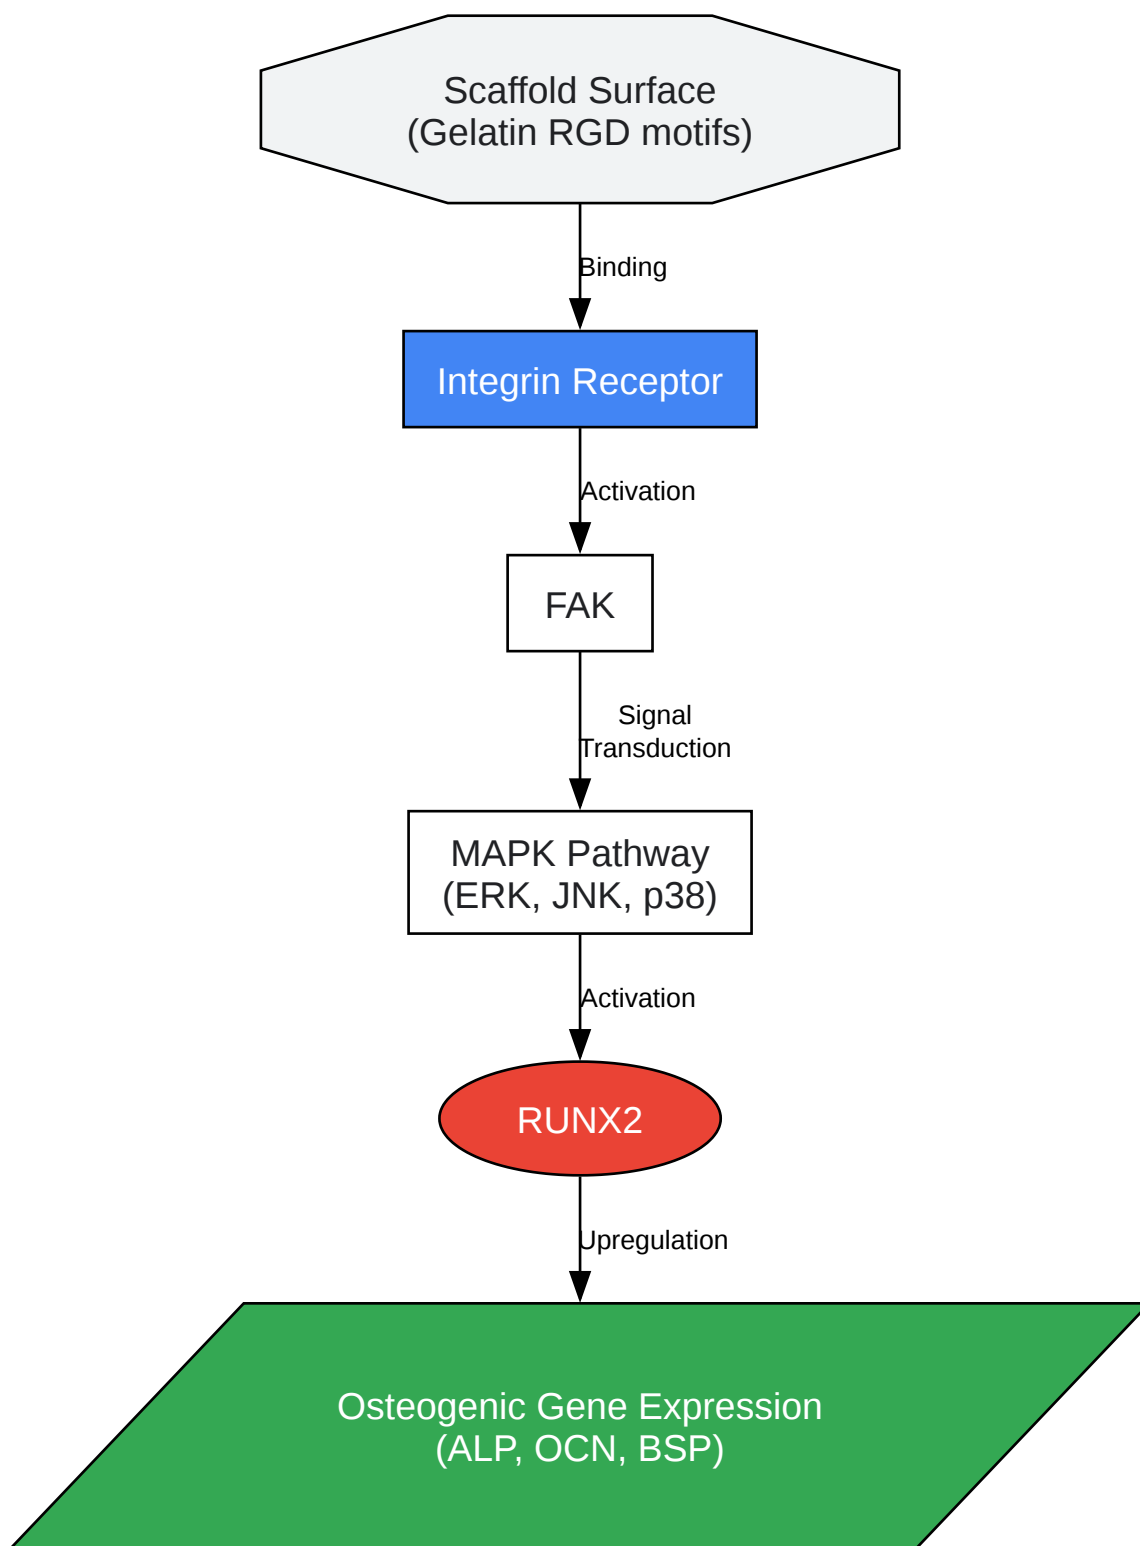 Scaffold Surface
(Gelatin RGD motifs)
Binding
Integrin Receptor
Activation
FAK
Signal
Transduction
MAPK Pathway
(ERK, JNK, p38)
Activation
RUNX2
Upregulation
Osteogenic Gene Expression
(ALP, OCN, BSP)